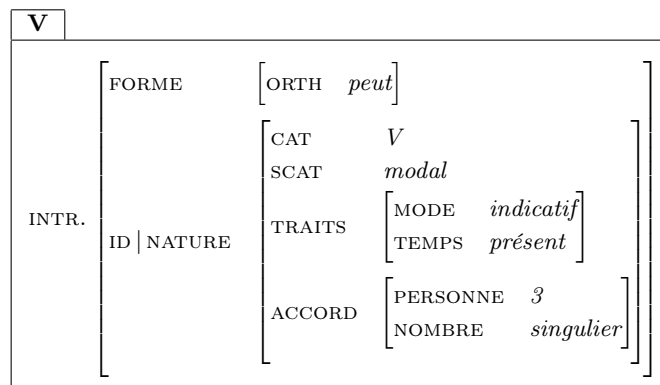 V
FORME [ORTH peut]
CAT V
SCAT modal
INTR.
TRAITS [MODE indicatif
TEMPS présent]
ID | NATURE
ACCORD [PERSONNE 3
NOMBRE singulier]